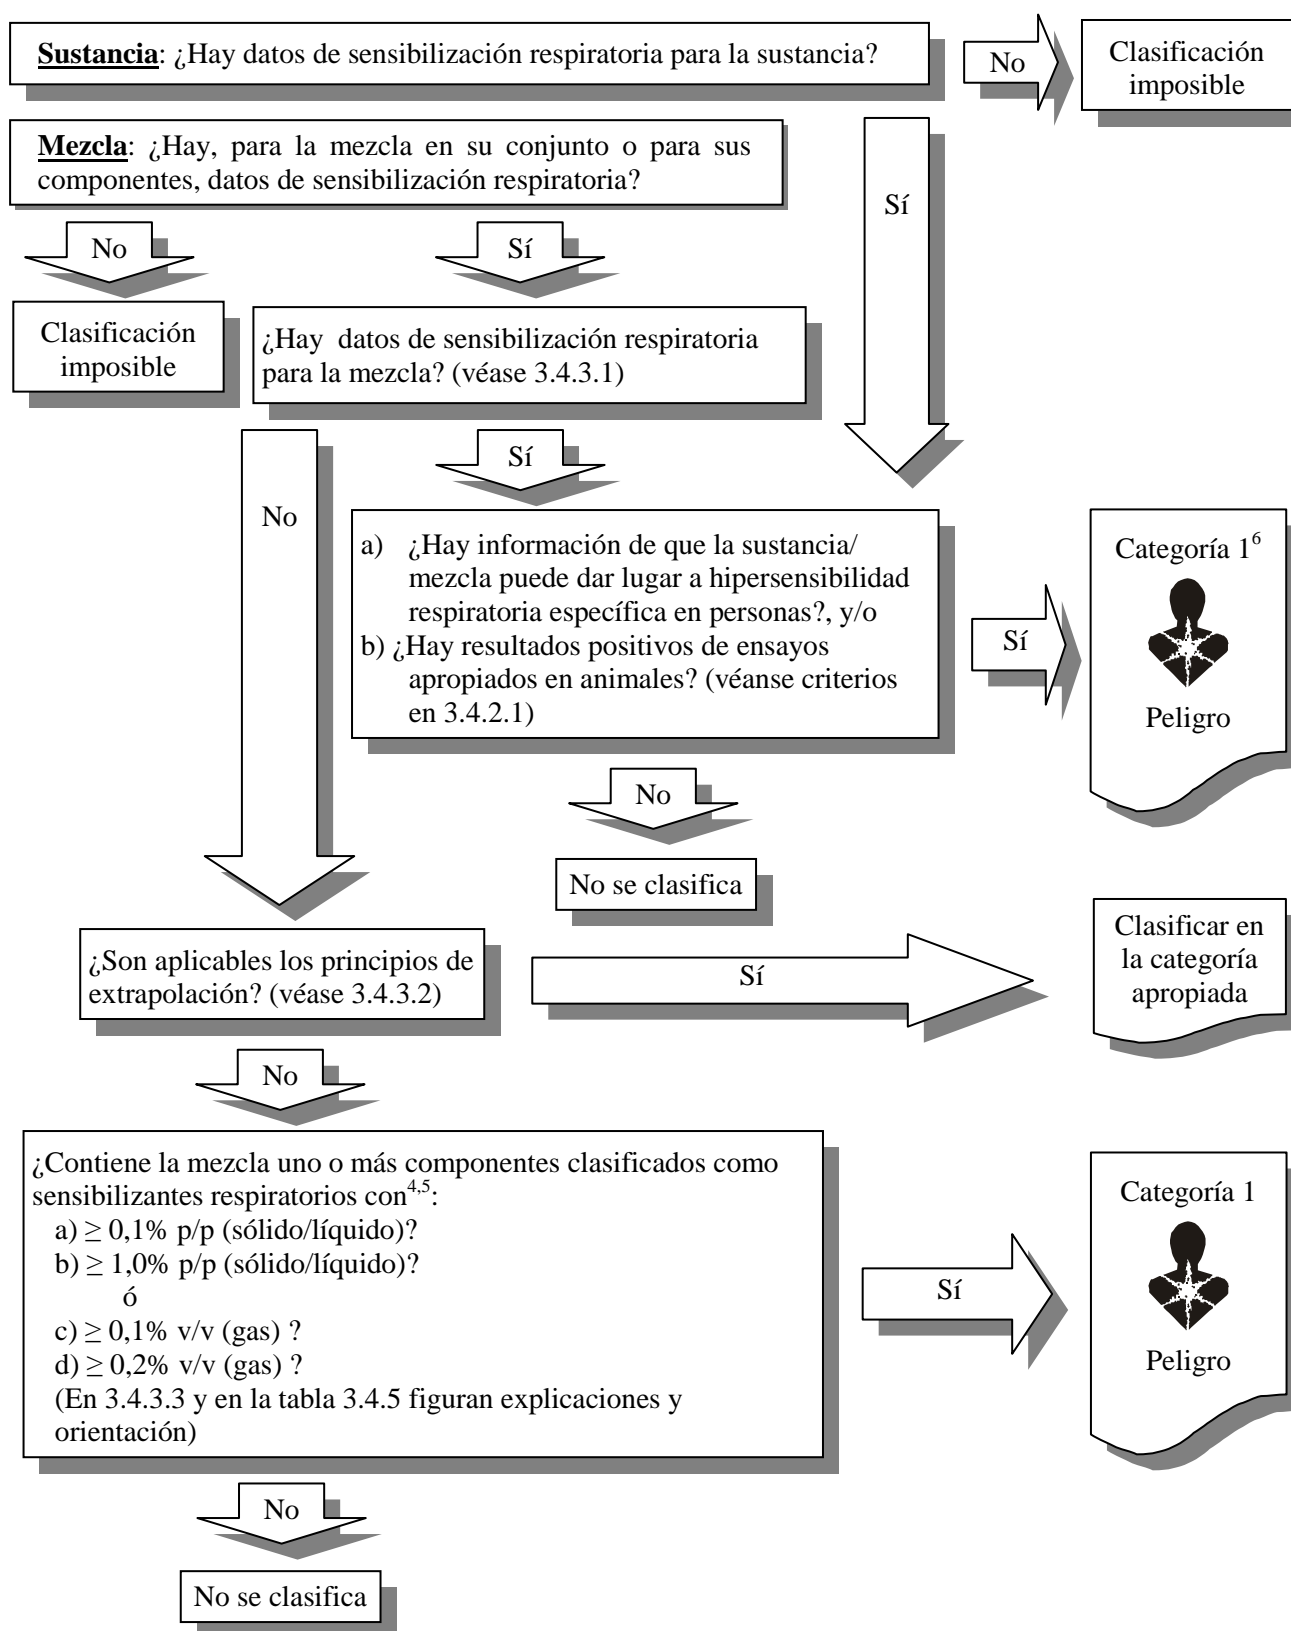 Sustancia: ¿Hay datos de sensibilización respiratoria para la sustancia?
No
Clasificación
imposible
Mezcla: ¿Hay, para la mezcla en su conjunto o para sus
componentes, datos de sensibilización respiratoria?
Sí
No
Sí
Clasificación
imposible
¿Hay datos de sensibilización respiratoria
para la mezcla? (véase 3.4.3.1)
Sí
No
a) ¿Hay información de que la sustancia/
mezcla puede dar lugar a hipersensibilidad
respiratoria específica en personas?, y/o
b) ¿Hay resultados positivos de ensayos
apropiados en animales? (véanse criterios
en 3.4.2.1)
Sí
Categoría 1⁶
Peligro
No
No se clasifica
¿Son aplicables los principios de
extrapolación? (véase 3.4.3.2)
Sí
Clasificar en
la categoría
apropiada
No
¿Contiene la mezcla uno o más componentes clasificados como
sensibilizantes respiratorios con⁴,⁵:
a) ≥ 0,1% p/p (sólido/líquido)?
b) ≥ 1,0% p/p (sólido/líquido)?
ó
c) ≥ 0,1% v/v (gas) ?
d) ≥ 0,2% v/v (gas) ?
(En 3.4.3.3 y en la tabla 3.4.5 figuran explicaciones y
orientación)
Sí
Categoría 1
Peligro
No
No se clasifica